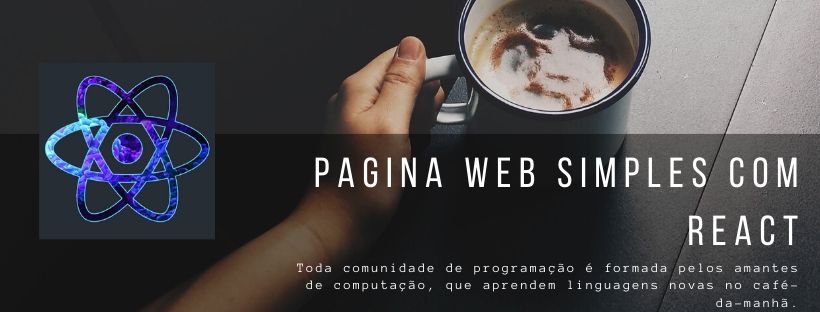 PAGINA WEB SIMPLES COM
REACT
Toda comunidade de programação é formada pelos amantes
de computação, que aprendem linguagens novas no café-
da-manhã.